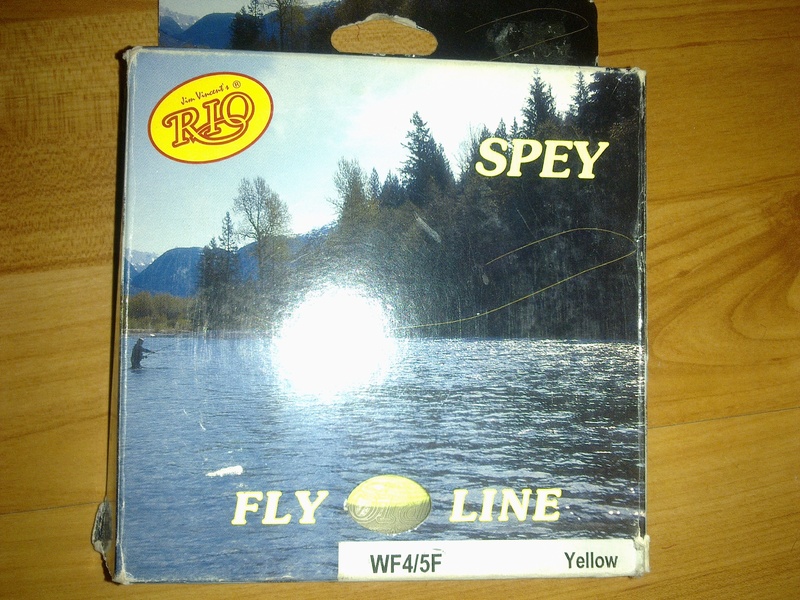 Jim Vincent's ®
RIO
SPEY
FLY LINE
WF4/5F Yellow